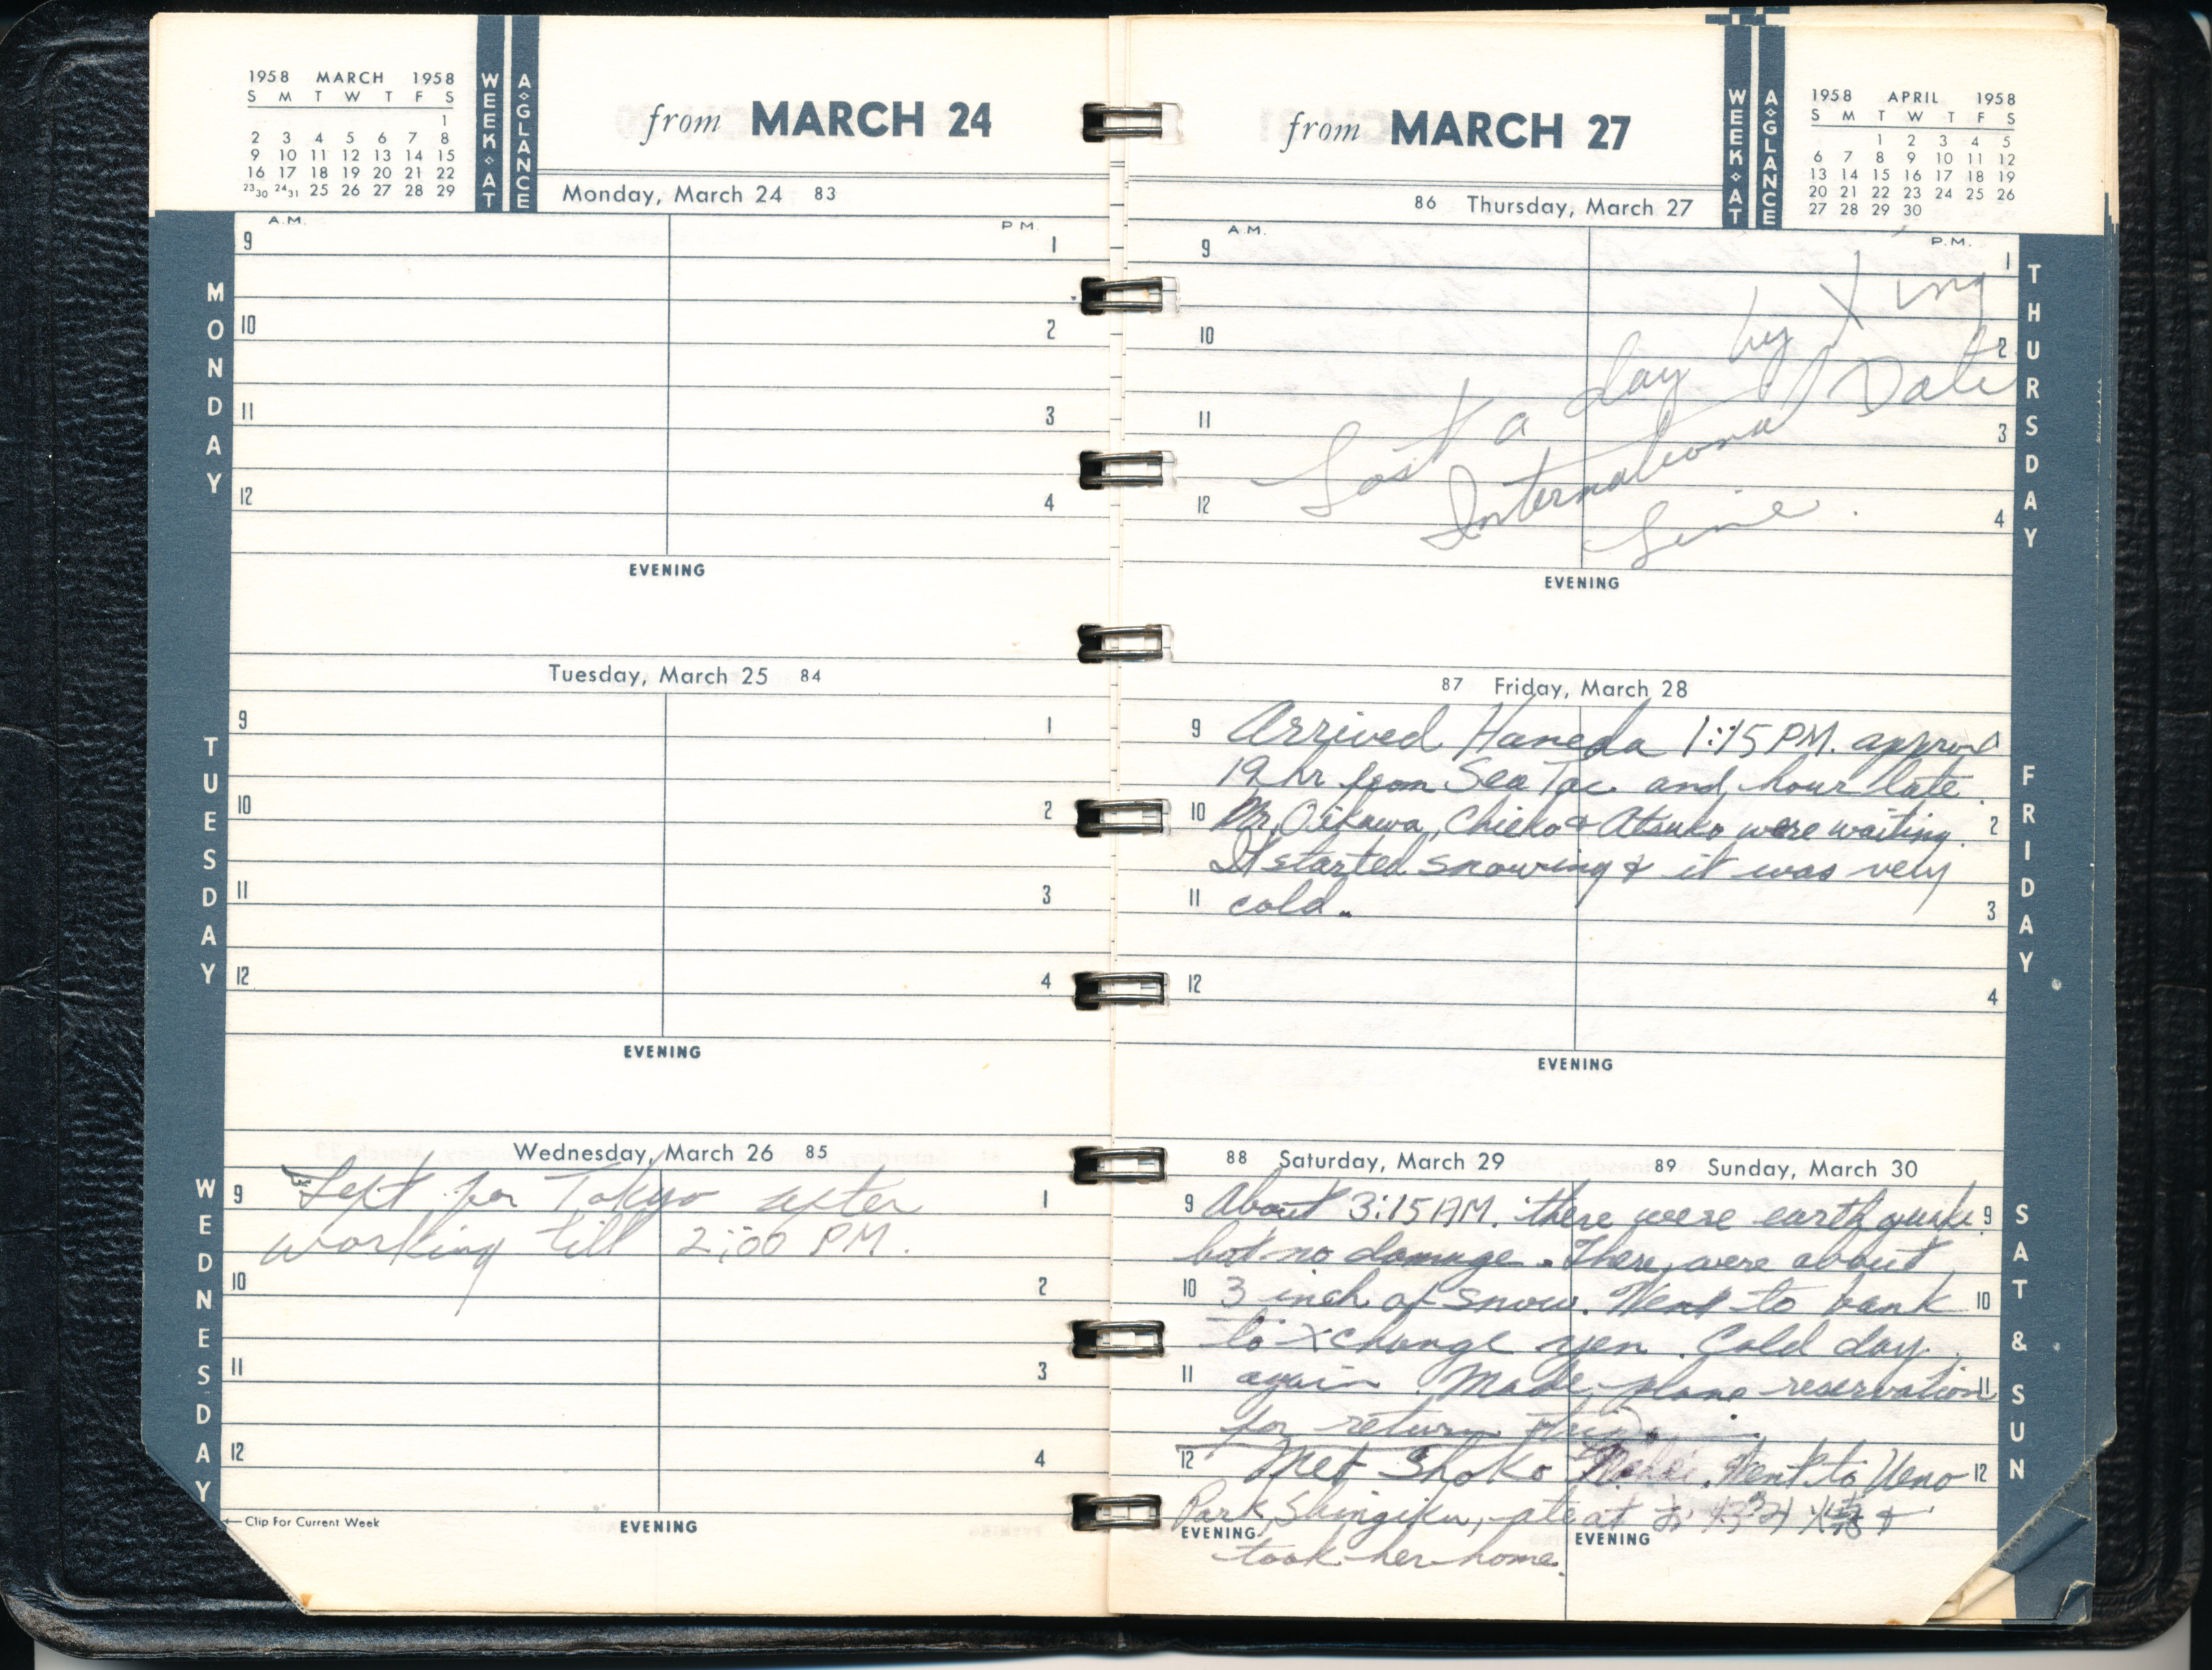 1958 MARCH 1958
S M T W T F S
1
2 3 4 5 6 7 8
9 10 11 12 13 14 15
16 17 18 19 20 21 22
23 30 24 31 25 26 27 28 29
WEEK·AT
A·GLANCE
from MARCH 24
Monday, March 24 83
A.M.
P.M.
MONDAY
9 1
10 2
11 3
12 4
EVENING
Tuesday, March 25 84
TUESDAY
9 1
10 2
11 3
12 4
EVENING
Wednesday, March 26 85
WEDNESDAY
9 1
Left for Tokyo after
working till 2:00 PM.
10 2
11 3
12 4
←Clip For Current Week
EVENING
from MARCH 27
WEEK·AT
A·GLANCE
1958 APRIL 1958
S M T W T F S
1 2 3 4 5
6 7 8 9 10 11 12
13 14 15 16 17 18 19
20 21 22 23 24 25 26
27 28 29 30
86 Thursday, March 27
A.M.
P.M.
THURSDAY
9 1
10 2
11 3
12 4
Lost a day by Xing
International Date
Line.
EVENING
87 Friday, March 28
FRIDAY
9 Arrived Haneda 1:15 PM. approx
19 hr from Sea Tac and hour late.
10 Mr. Oikawa, Chieko & Atsuko were waiting. 2
It started snowing & it was very
11 cold. 3
12 4
EVENING
88 Saturday, March 29 89 Sunday, March 30
SAT & SUN
9 About 3:15 AM. there were earthquake 9
but no damage. There were about
10 3 inch of snow. Went to bank 10
to Xchange yen. Cold day
11 again. Made plane reservation 11
for return
12 Met Shoko Went to Ueno 12
Park, Shingiku, ate at
EVENING EVENING
took her home.